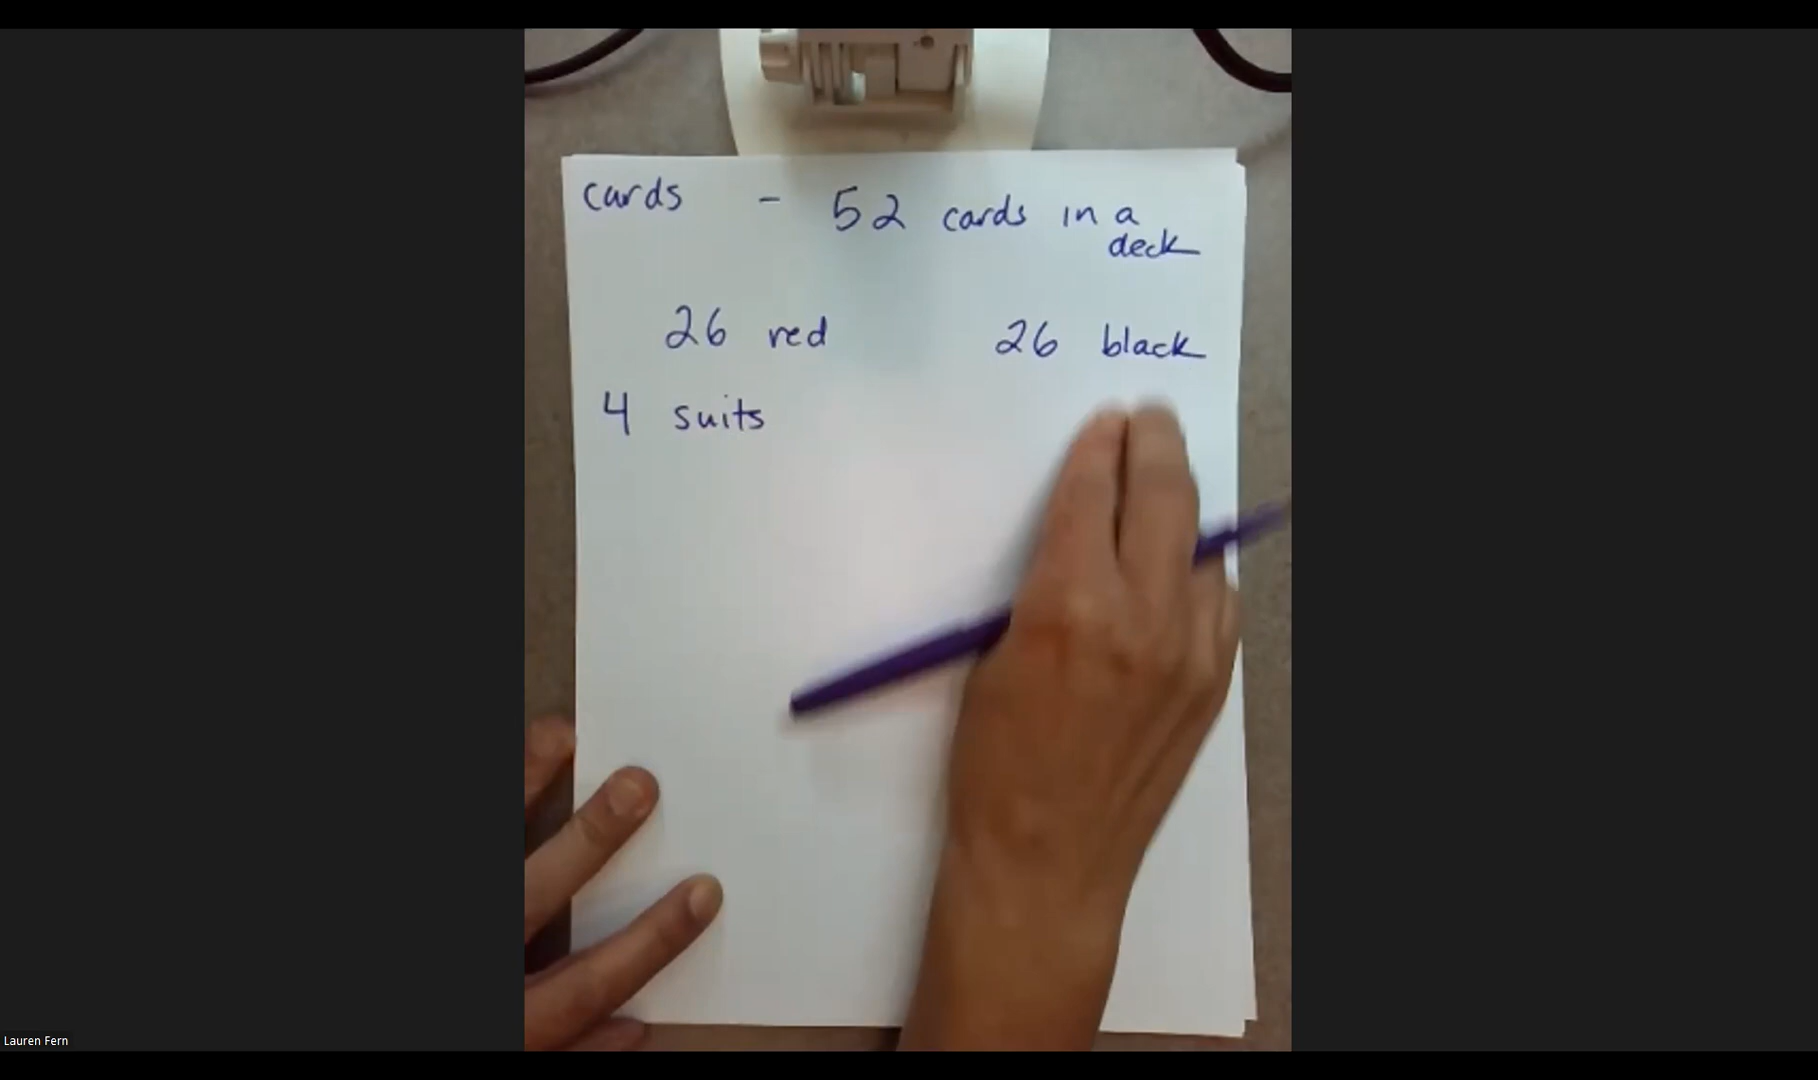 cards - 52 cards in a
deck
26 red 26 black
4 suits
Lauren Fern